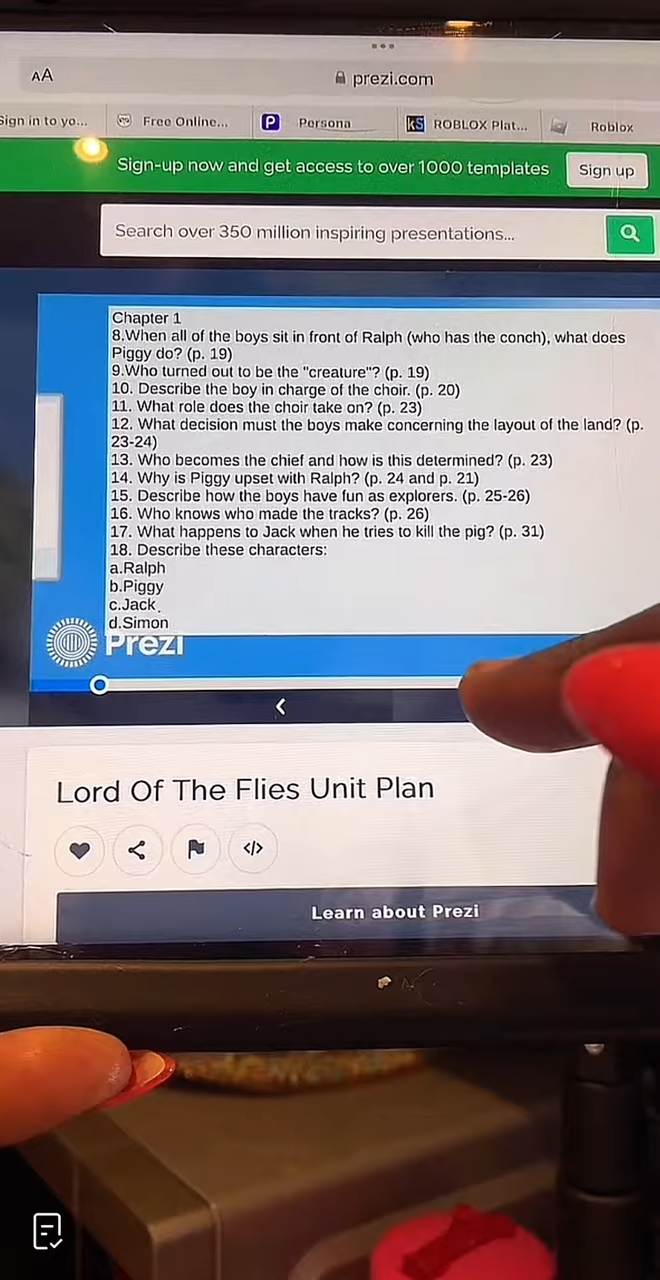 AA
prezi.com
Sign in to yo...
Free Online...
P
Persona
KS
ROBLOX Plat...
Roblox
Sign-up now and get access to over 1000 templates
Sign up
Search over 350 million inspiring presentations...
Chapter 1
8.When all of the boys sit in front of Ralph (who has the conch), what does
Piggy do? (p. 19)
9.Who turned out to be the "creature"? (p. 19)
10. Describe the boy in charge of the choir. (p. 20)
11. What role does the choir take on? (p. 23)
12. What decision must the boys make concerning the layout of the land? (p.
23-24)
13. Who becomes the chief and how is this determined? (p. 23)
14. Why is Piggy upset with Ralph? (p. 24 and p. 21)
15. Describe how the boys have fun as explorers. (p. 25-26)
16. Who knows who made the tracks? (p. 26)
17. What happens to Jack when he tries to kill the pig? (p. 31)
18. Describe these characters:
a.Ralph
b.Piggy
c.Jack
d.Simon
Prezi
Lord Of The Flies Unit Plan
Learn about Prezi